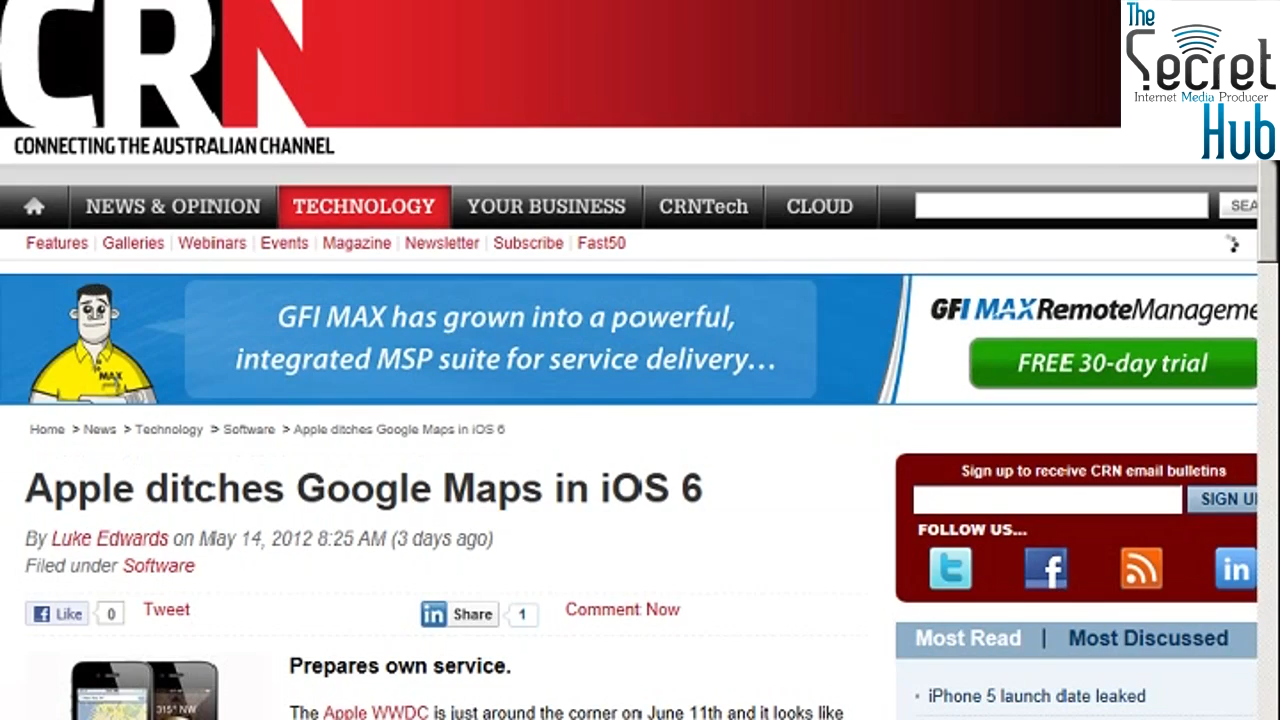 CRN
CONNECTING THE AUSTRALIAN CHANNEL
The
Secret
Internet Media Producer
Hub
NEWS & OPINION TECHNOLOGY YOUR BUSINESS CRNTech CLOUD SEA
Features | Galleries | Webinars | Events | Magazine | Newsletter | Subscribe | Fast50
MAX
GFI MAX has grown into a powerful,
integrated MSP suite for service delivery...
GFI MAX RemoteManageme
FREE 30-day trial
Home > News > Technology > Software > Apple ditches Google Maps in iOS 6
Apple ditches Google Maps in iOS 6
By Luke Edwards on May 14, 2012 8:25 AM (3 days ago)
Filed under Software
Like 0 Tweet in Share 1 Comment Now
Prepares own service.
315° NW
The Apple WWDC is just around the corner on June 11th and it looks like
Sign up to receive CRN email bulletins
SIGN U
FOLLOW US...
t f in
Most Read | Most Discussed
· iPhone 5 launch date leaked